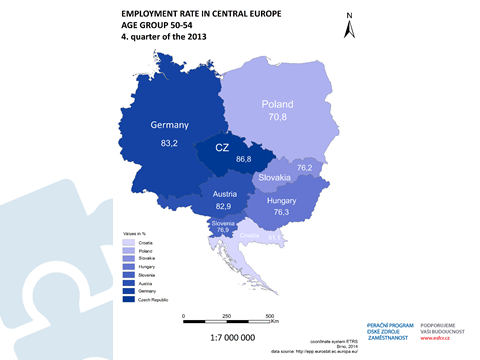 EMPLOYMENT RATE IN CENTRAL EUROPE
AGE GROUP 50-54
4. quarter of the 2013
N
Poland
70,8
Germany
83,2
CZ
86,8
76,2
Slovakia
Austria
82,9
Hungary
76,3
Slovenia
76,9
Croatia
Values in %
Croatia
Poland
Slovakia
Hungary
Slovenia
Austria
Germany
Czech Republic
500 250 0 500
Km
1:7 000 000
coordinate system ETRS
Brno, 2014
data source: http://epp.eurostat.ec.europa.eu/
PERAČNÍ PROGRAM
DSKÉ ZDROJE
ZAMĚSTNANOST
PODPORUJEME
VAŠI BUDOUCNOST
www.esfcr.cz